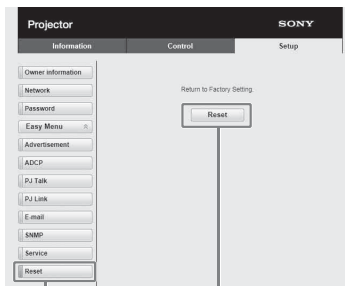 Projector
SONY
Information
Control
Setup
Owner information
Network
Password
Easy Menu
Advertisement
ADCP
PJ Talk
PJ Link
E-mail
SNMP
Service
Reset
Return to Factory Setting.
Reset